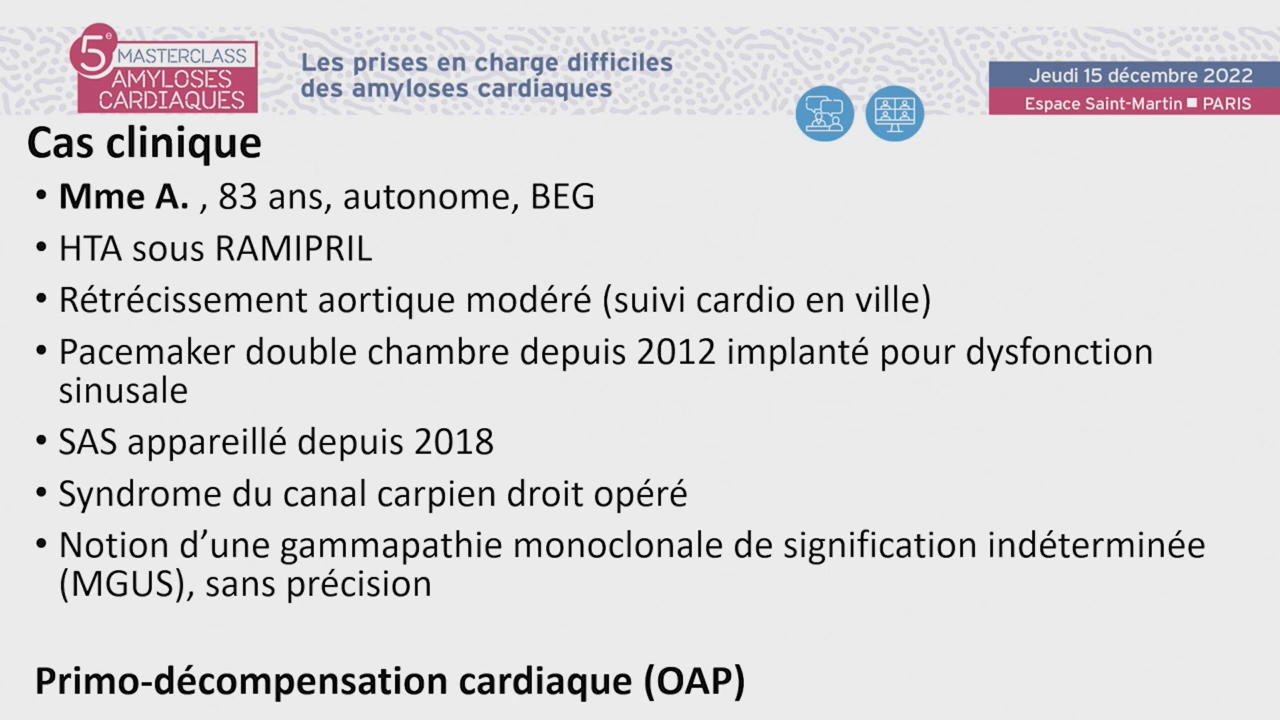 5e MASTERCLASS
AMYLOSES
CARDIAQUES
Les prises en charge difficiles
des amyloses cardiaques
Jeudi 15 décembre 2022
Espace Saint-Martin ■ PARIS
Cas clinique
• Mme A. , 83 ans, autonome, BEG
• HTA sous RAMIPRIL
• Rétrécissement aortique modéré (suivi cardio en ville)
• Pacemaker double chambre depuis 2012 implanté pour dysfonction
sinusale
• SAS appareillé depuis 2018
• Syndrome du canal carpien droit opéré
• Notion d’une gammapathie monoclonale de signification indéterminée
(MGUS), sans précision
Primo-décompensation cardiaque (OAP)